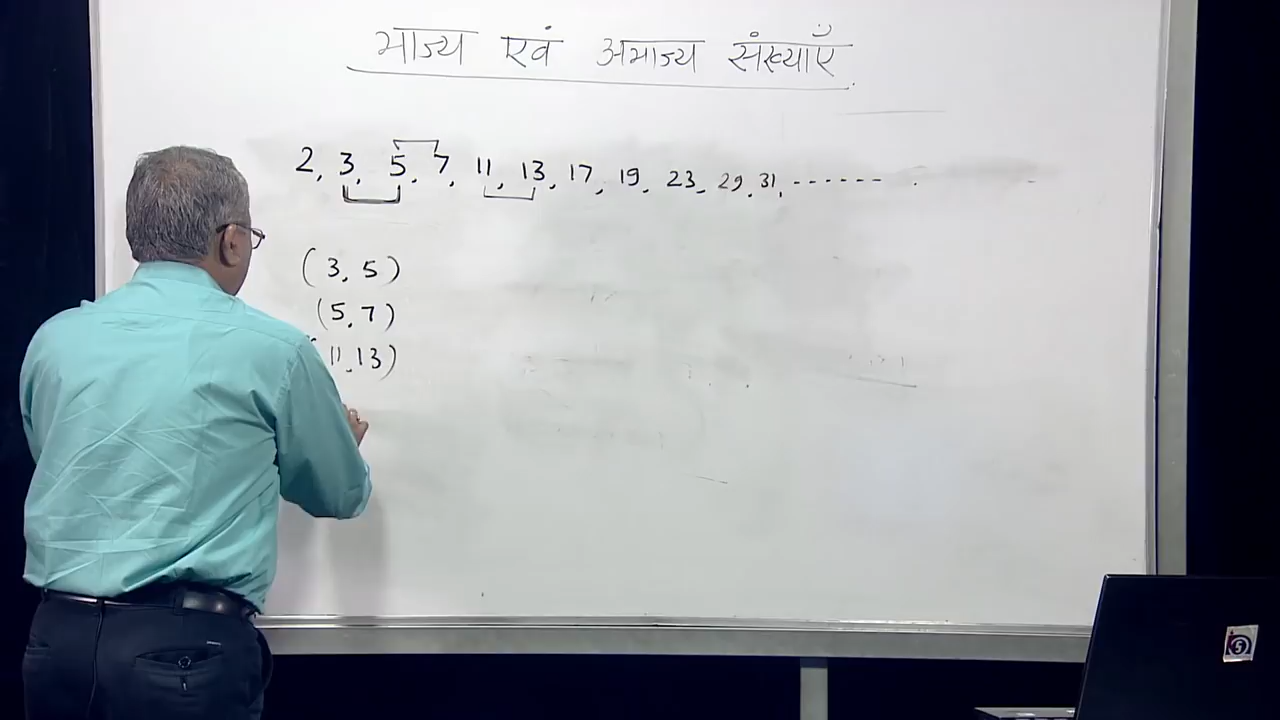 भाज्य एवं अभाज्य संख्याएँ
2, 3, 5, 7, 11, 13, 17, 19, 23, 29, 31, ------
(3, 5)
(5, 7)
11, 13)